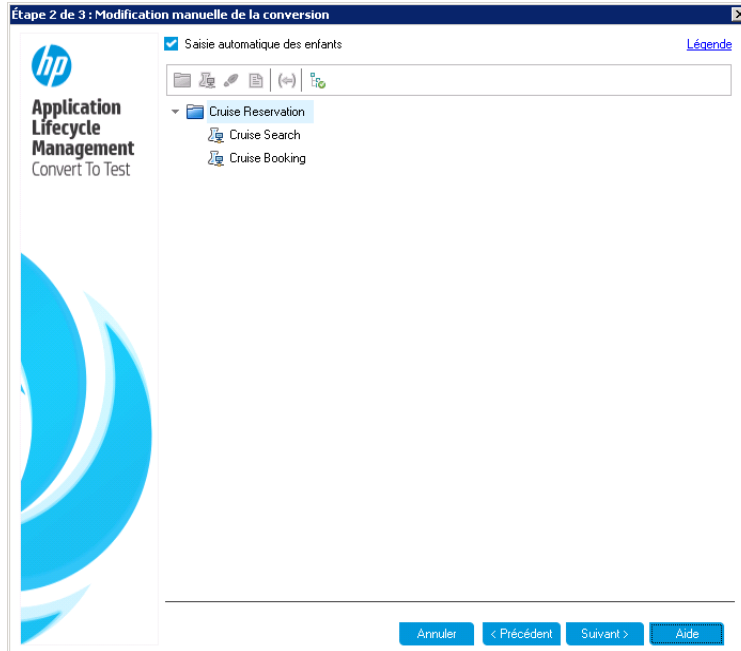 Étape 2 de 3 : Modification manuelle de la conversion
Saisie automatique des enfants
Légende
hp
Application
Lifecycle
Management
Convert To Test
Cruise Reservation
Cruise Search
Cruise Booking
Annuler
< Précédent
Suivant >
Aide